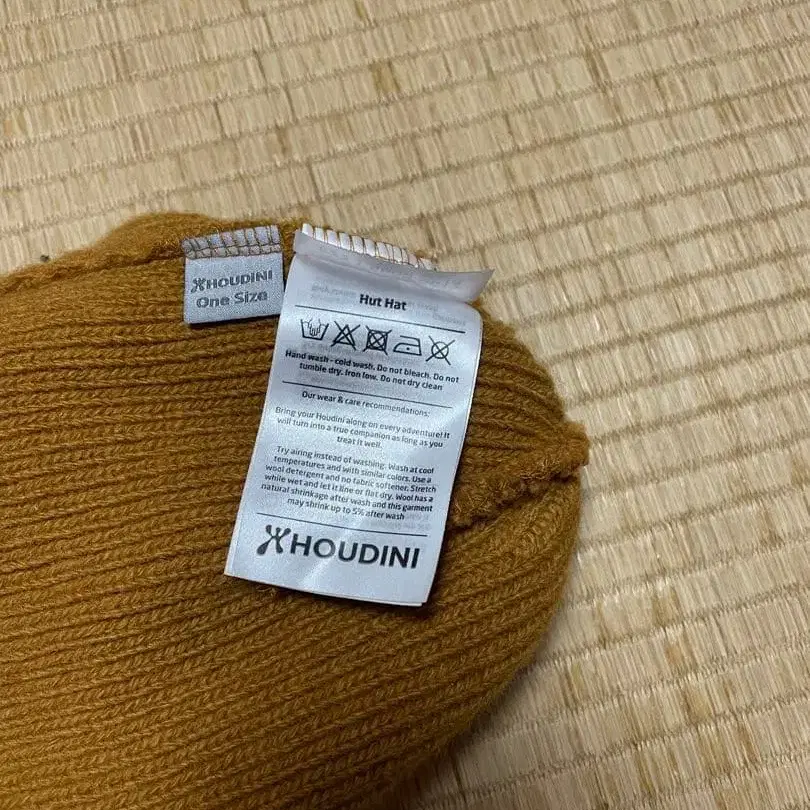 HOUDINI
One Size
Hut Hat
Hand wash - cold wash. Do not bleach. Do not
tumble dry. Iron low. Do not dry clean
Our wear & care recommendations:
Bring your Houdini along on every adventure! It
will turn into a true companion as long as you
treat it well.
Try airing instead of washing. Wash at cool
temperatures and with similar colors. Use a
wool detergent and no fabric softener. Stretch
while wet and let it line or flat dry. Wool has a
natural shrinkage after wash and this garment
may shrink up to 5% after wash
HOUDINI